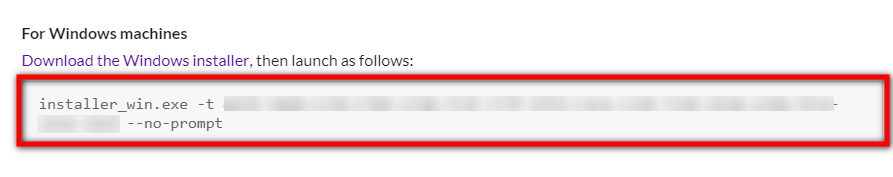 For Windows machines
Download the Windows installer, then launch as follows:
installer_win.exe -t -
--no-prompt